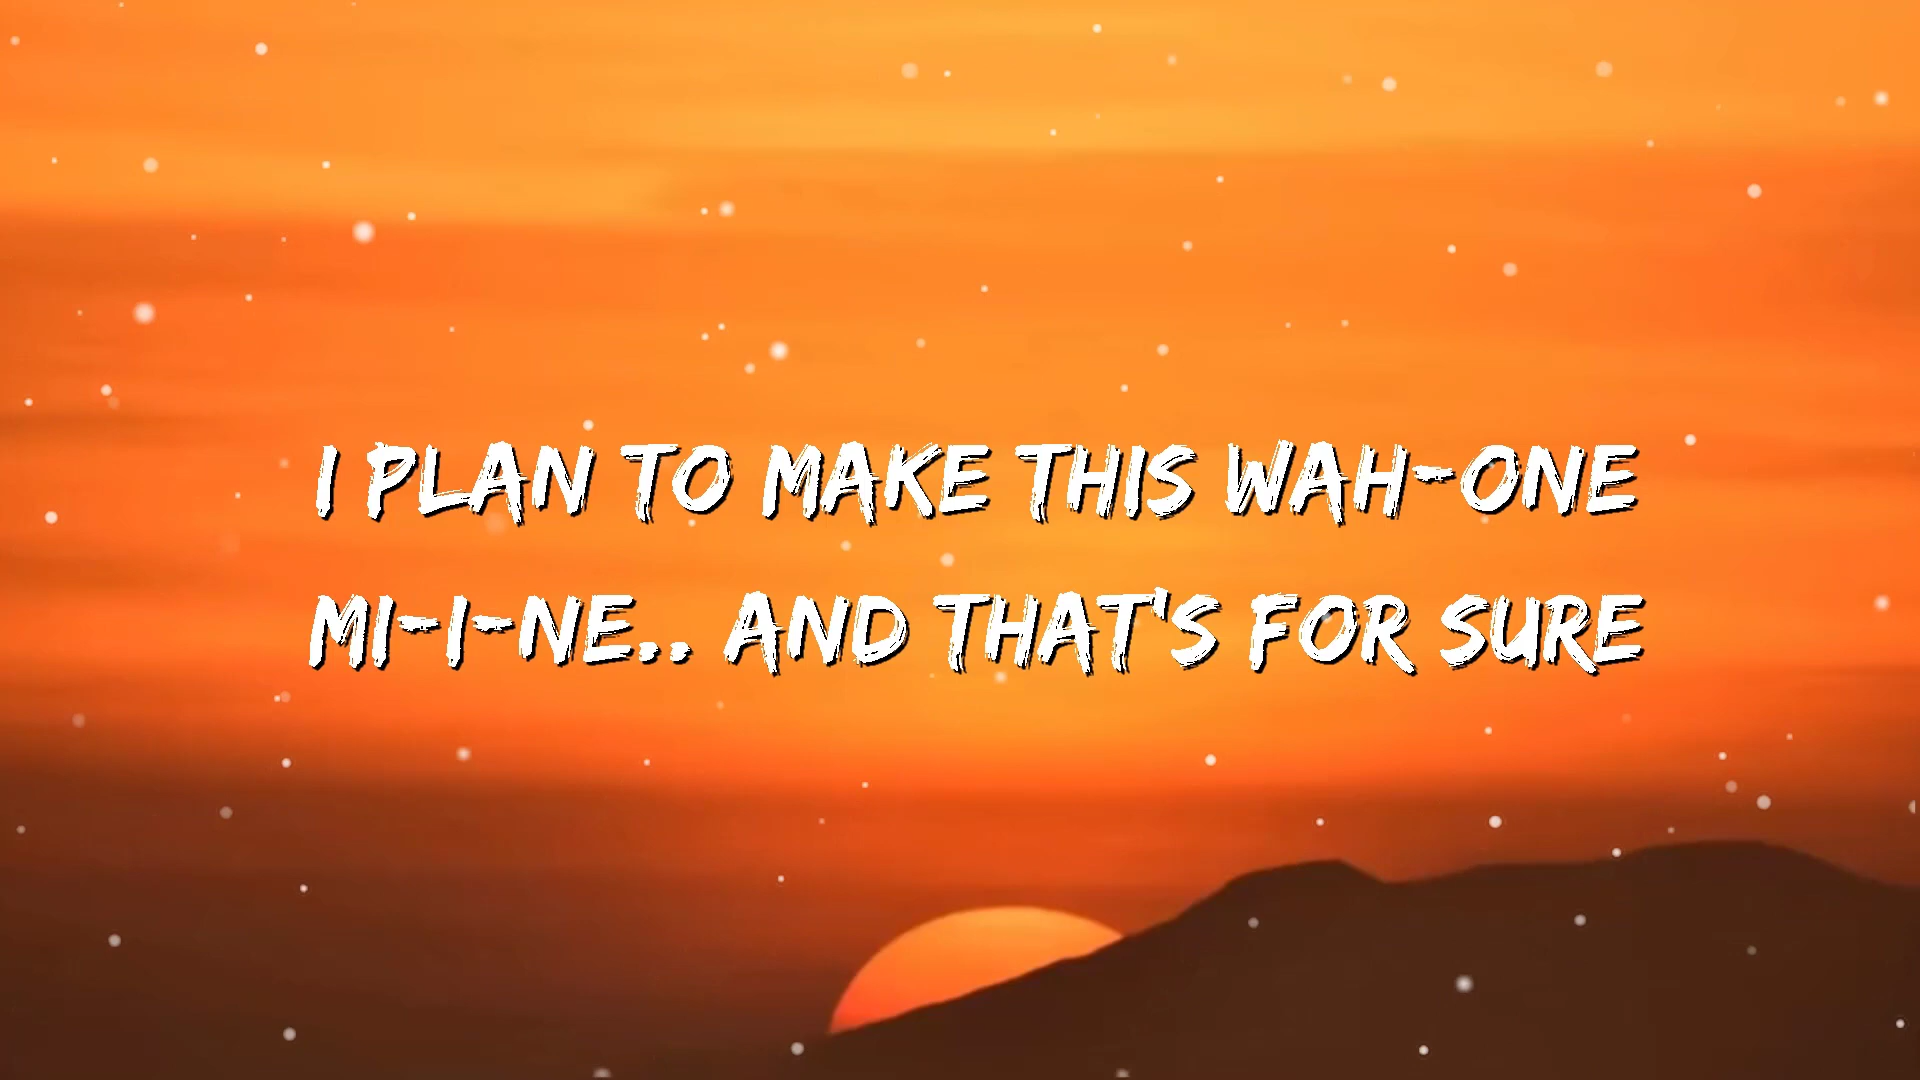 I PLAN TO MAKE THIS WAH-ONE
MI-I-NE.. AND THAT'S FOR SURE